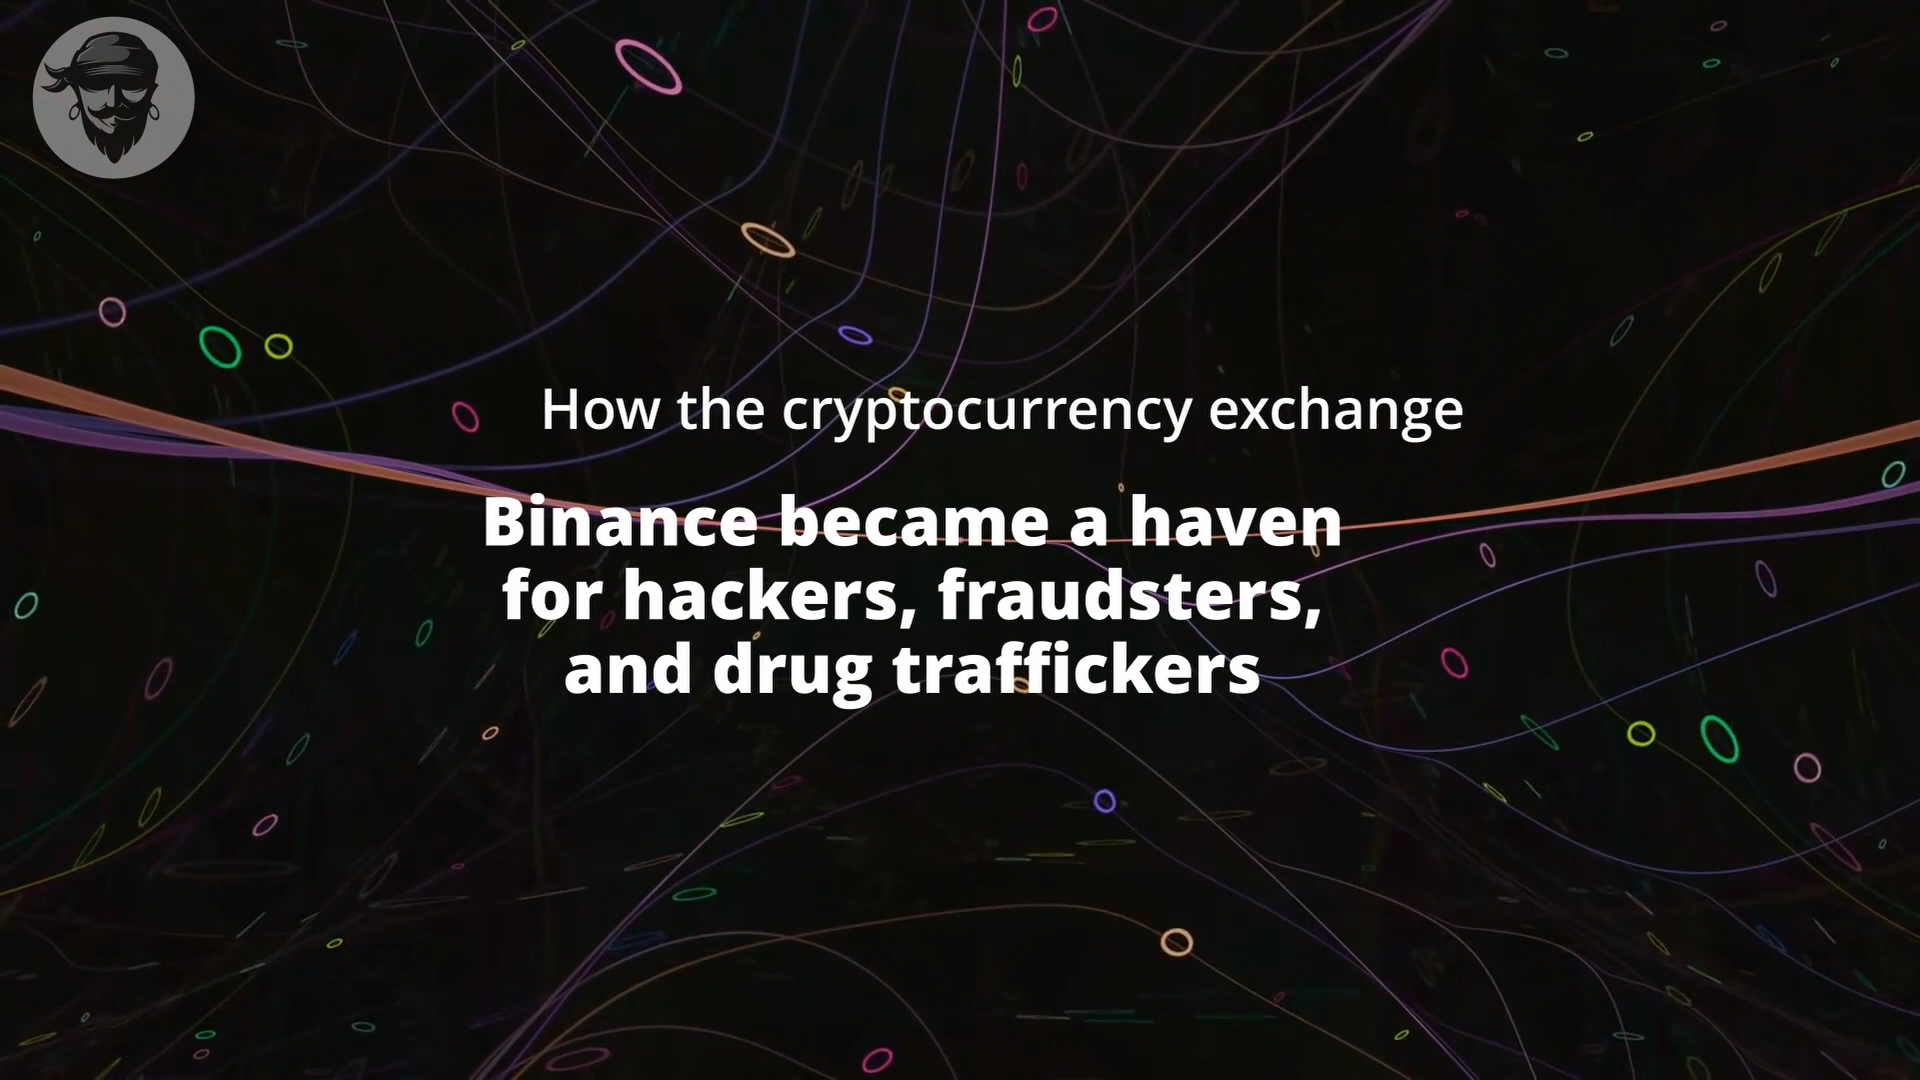 How the cryptocurrency exchange
Binance became a haven
for hackers, fraudsters,
and drug traffickers